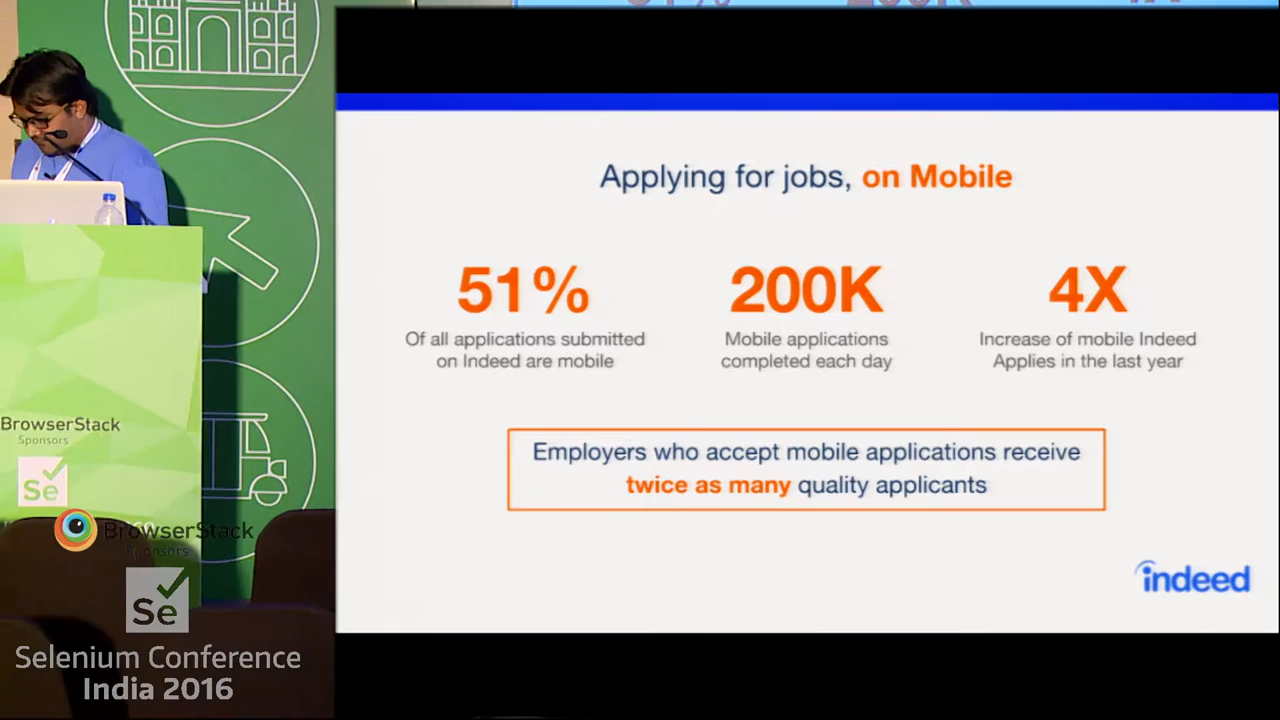 Applying for jobs, on Mobile
51%
200K
4X
Of all applications submitted
on Indeed are mobile
Mobile applications
completed each day
Increase of mobile Indeed
Applies in the last year
Employers who accept mobile applications receive
twice as many quality applicants
indeed
BrowserStack
Sponsors
Se
BrowserStack
Sponsors
Se
Selenium Conference
India 2016